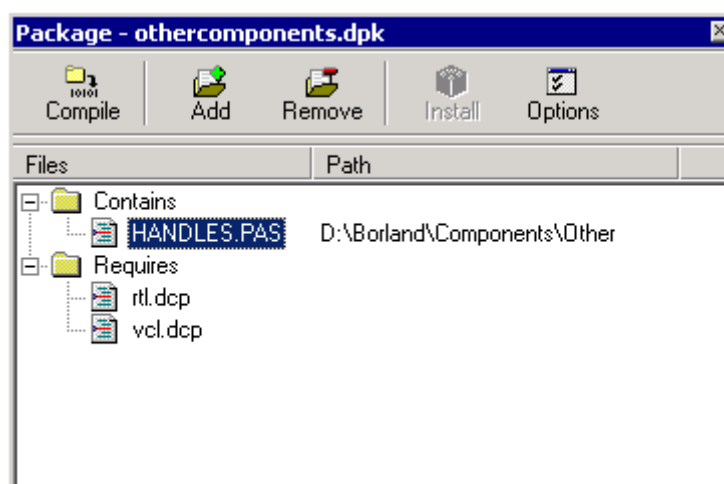 Package - othercomponents.dpk
10101
Compile Add Remove Install Options
Files Path
Contains
HANDLES.PAS D:\Borland\Components\Other
Requires
rtl.dcp
vcl.dcp